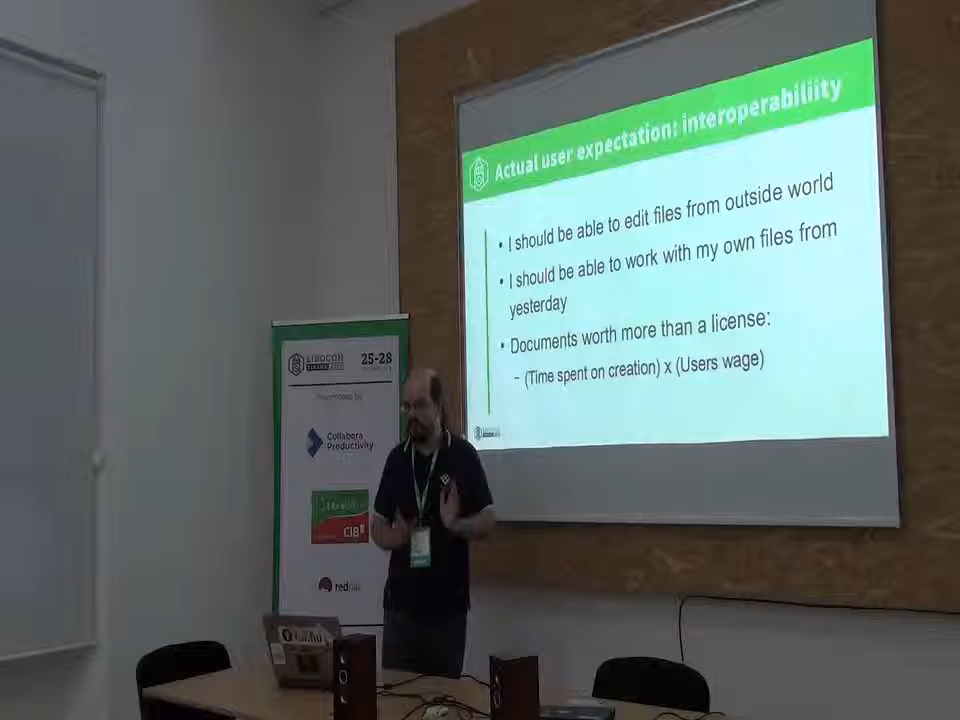 Actual user expectation: interoperabiliity
• I should be able to edit files from outside world
• I should be able to work with my own files from
yesterday
• Documents worth more than a license:
– (Time spent on creation) x (Users wage)
LIBOCON
25-28
Collabora
Productivity
CIB
redhat